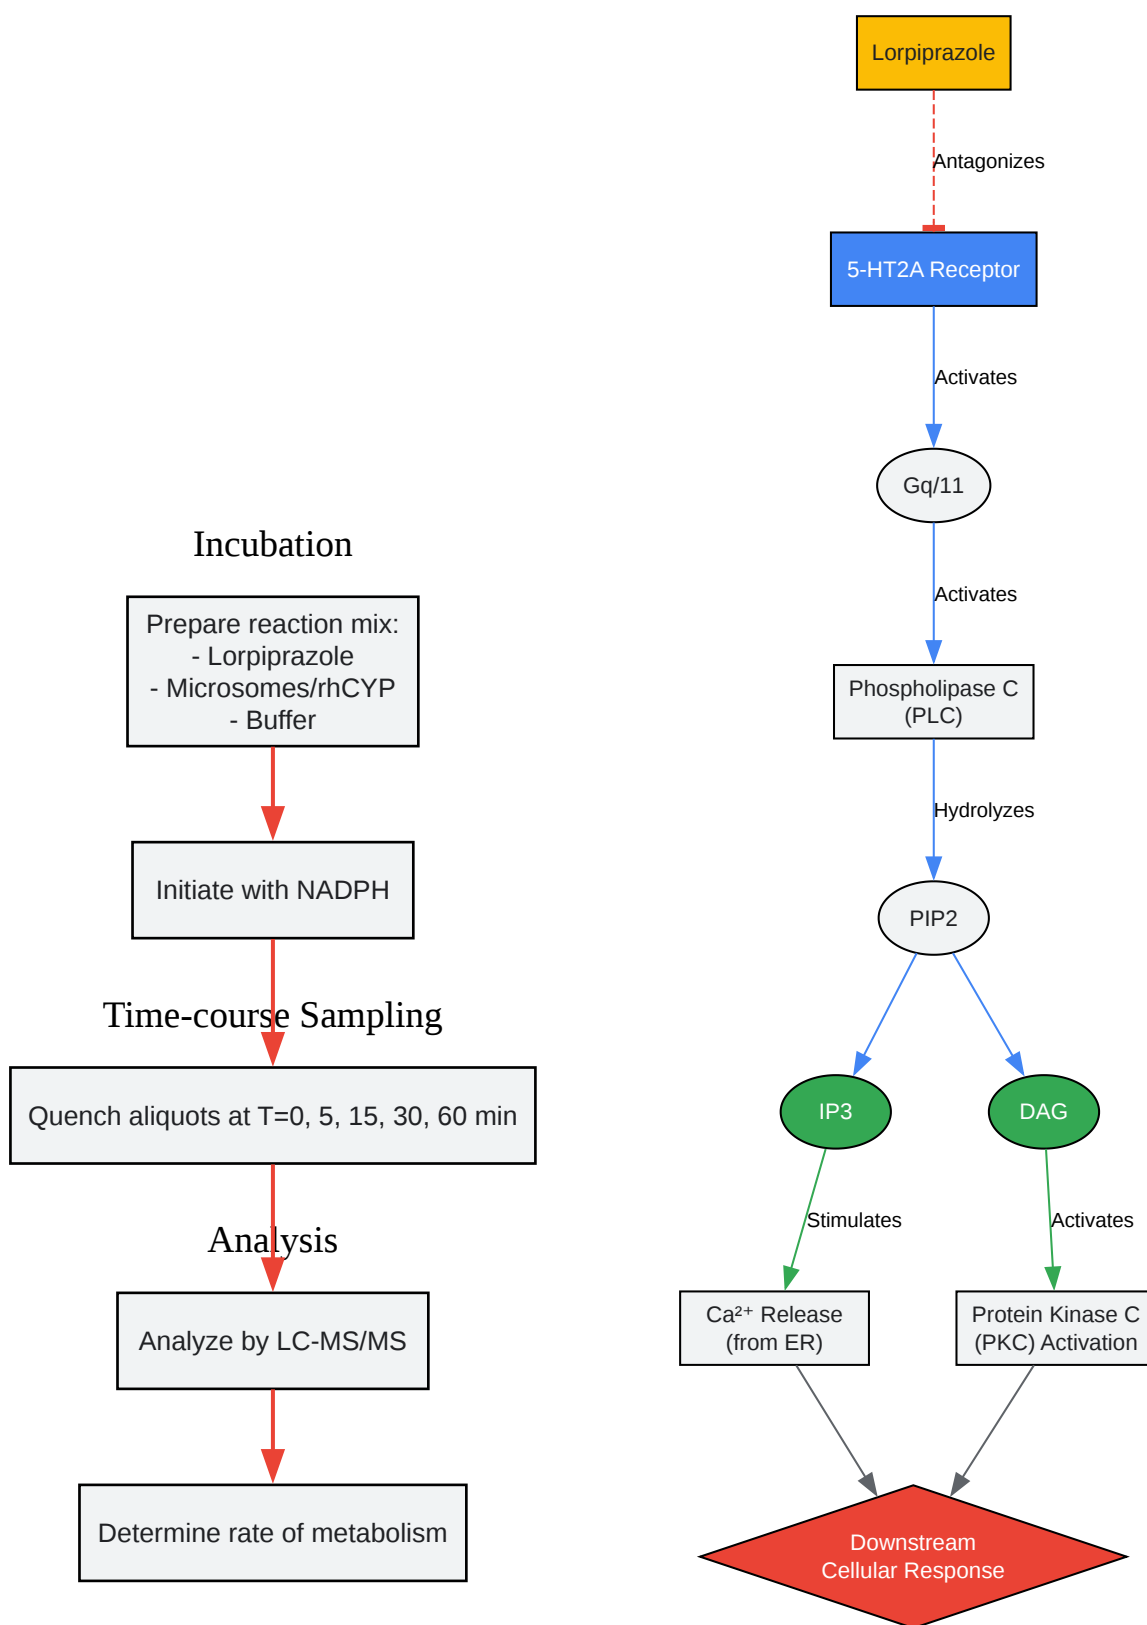 Incubation
Prepare reaction mix:
- Lorpiprazole
- Microsomes/rhCYP
- Buffer
Initiate with NADPH
Time-course Sampling
Quench aliquots at T=0, 5, 15, 30, 60 min
Analysis
Analyze by LC-MS/MS
Determine rate of metabolism
Lorpiprazole
Antagonizes
5-HT2A Receptor
Activates
Gq/11
Activates
Phospholipase C
(PLC)
Hydrolyzes
PIP2
IP3
DAG
Stimulates
Activates
Ca²⁺ Release
(from ER)
Protein Kinase C
(PKC) Activation
Downstream
Cellular Response